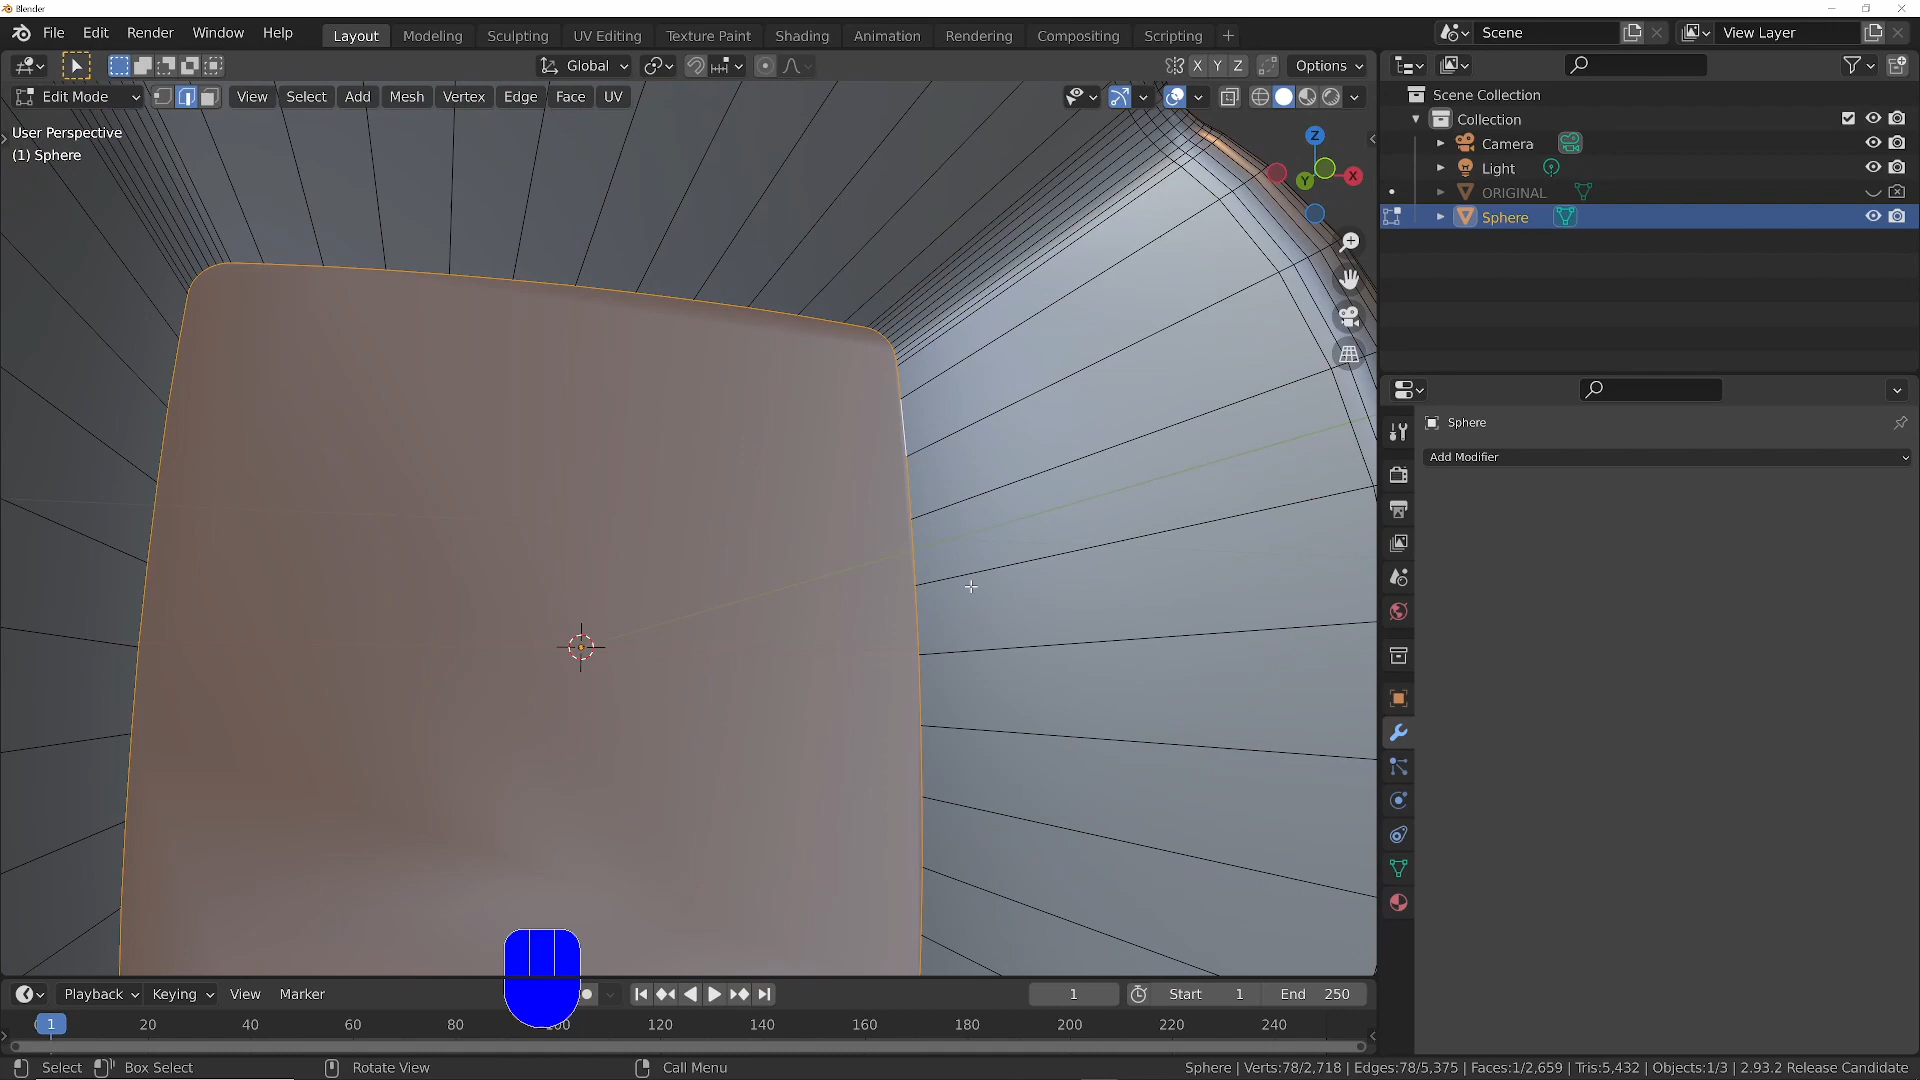 Blender
File Edit Render Window Help Layout Modeling Sculpting UV Editing Texture Paint Shading Animation Rendering Compositing Scripting + Scene View Layer
Global X Y Z Options
Edit Mode View Select Add Mesh Vertex Edge Face UV
User Perspective
(1) Sphere
Z
X
Y
Scene Collection
Collection
Camera
Light
ORIGINAL
Sphere
Sphere
Add Modifier
Playback Keying View Marker 1 Start 1 End 250
1 20 40 60 80 120 140 160 180 200 220 240
Select Box Select Rotate View Call Menu Sphere | Verts:78/2,718 | Edges:78/5,375 | Faces:1/2,659 | Tris:5,432 | Objects:1/3 | 2.93.2 Release Candidate